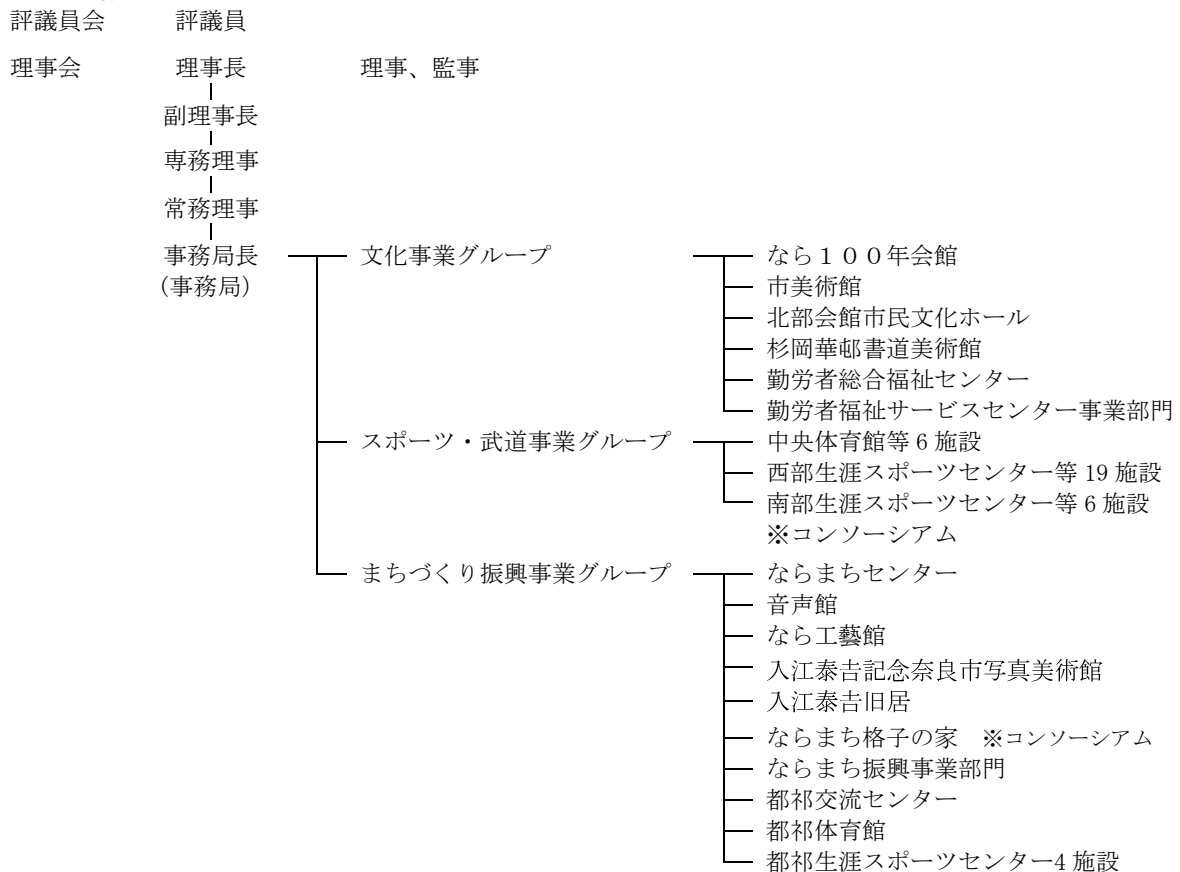 評議員会 評議員
理事会 理事長 理事、監事
副理事長
専務理事
常務理事
事務局長 文化事業グループ なら１００年会館
（事務局） 市美術館
北部会館市民文化ホール
杉岡華邨書道美術館
勤労者総合福祉センター
勤労者福祉サービスセンター事業部門
スポーツ・武道事業グループ 中央体育館等 6 施設
西部生涯スポーツセンター等 19 施設
南部生涯スポーツセンター等 6 施設
※コンソーシアム
まちづくり振興事業グループ ならまちセンター
音声館
なら工藝館
入江泰𠮷記念奈良市写真美術館
入江泰𠮷旧居
ならまち格子の家 ※コンソーシアム
ならまち振興事業部門
都祁交流センター
都祁体育館
都祁生涯スポーツセンター4 施設